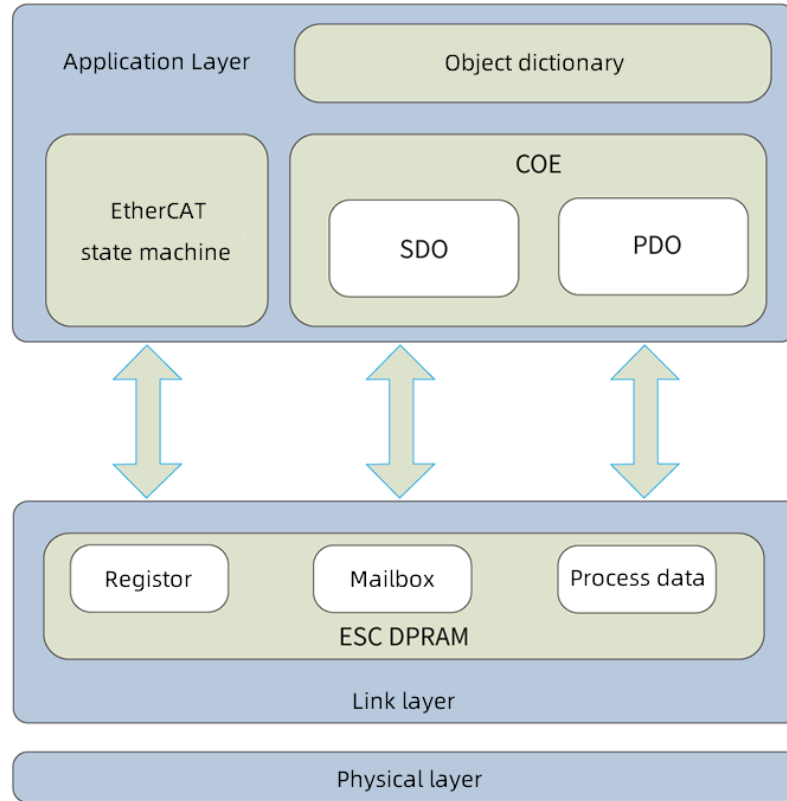 Application Layer
Object dictionary
EtherCAT
state machine
COE
SDO
PDO
Registor
Mailbox
Process data
ESC DPRAM
Link layer
Physical layer